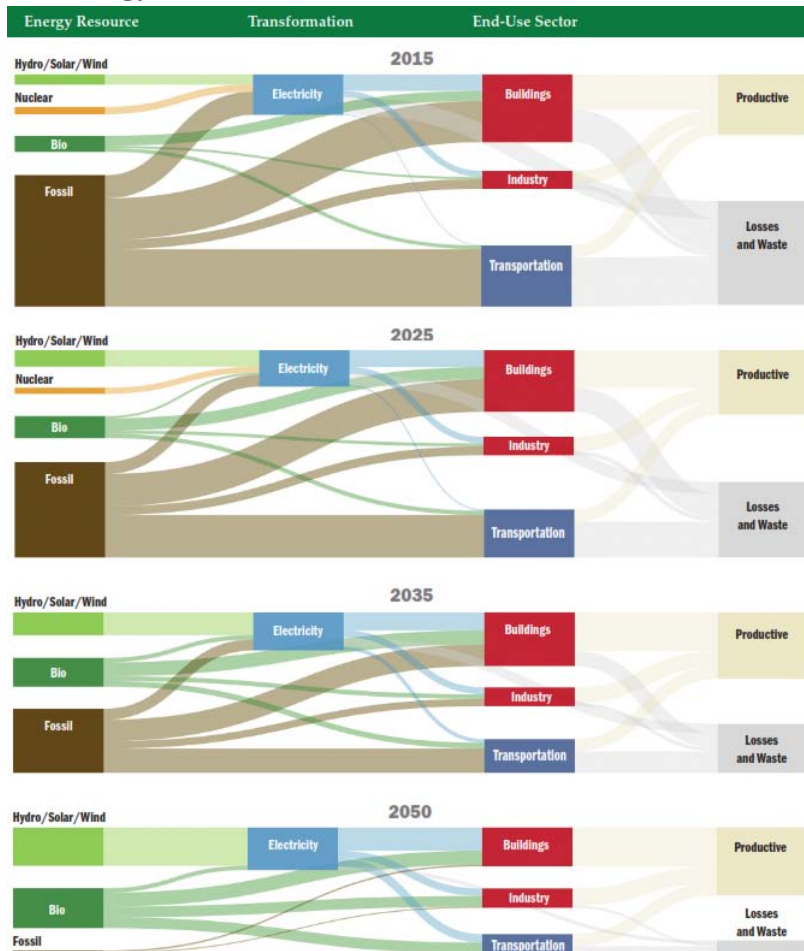 Energy Resource Transformation End-Use Sector
2015
Hydro/Solar/Wind
Electricity
Buildings
Productive
Nuclear
Bio
Fossil
Industry
Losses
and Waste
Transportation
2025
Hydro/Solar/Wind
Electricity
Buildings
Productive
Nuclear
Bio
Industry
Fossil
Losses
and Waste
Transportation
2035
Hydro/Solar/Wind
Electricity
Buildings
Productive
Bio
Industry
Fossil
Losses
and Waste
Transportation
2050
Hydro/Solar/Wind
Electricity
Buildings
Productive
Industry
Bio
Losses
and Waste
Fossil
Transportation